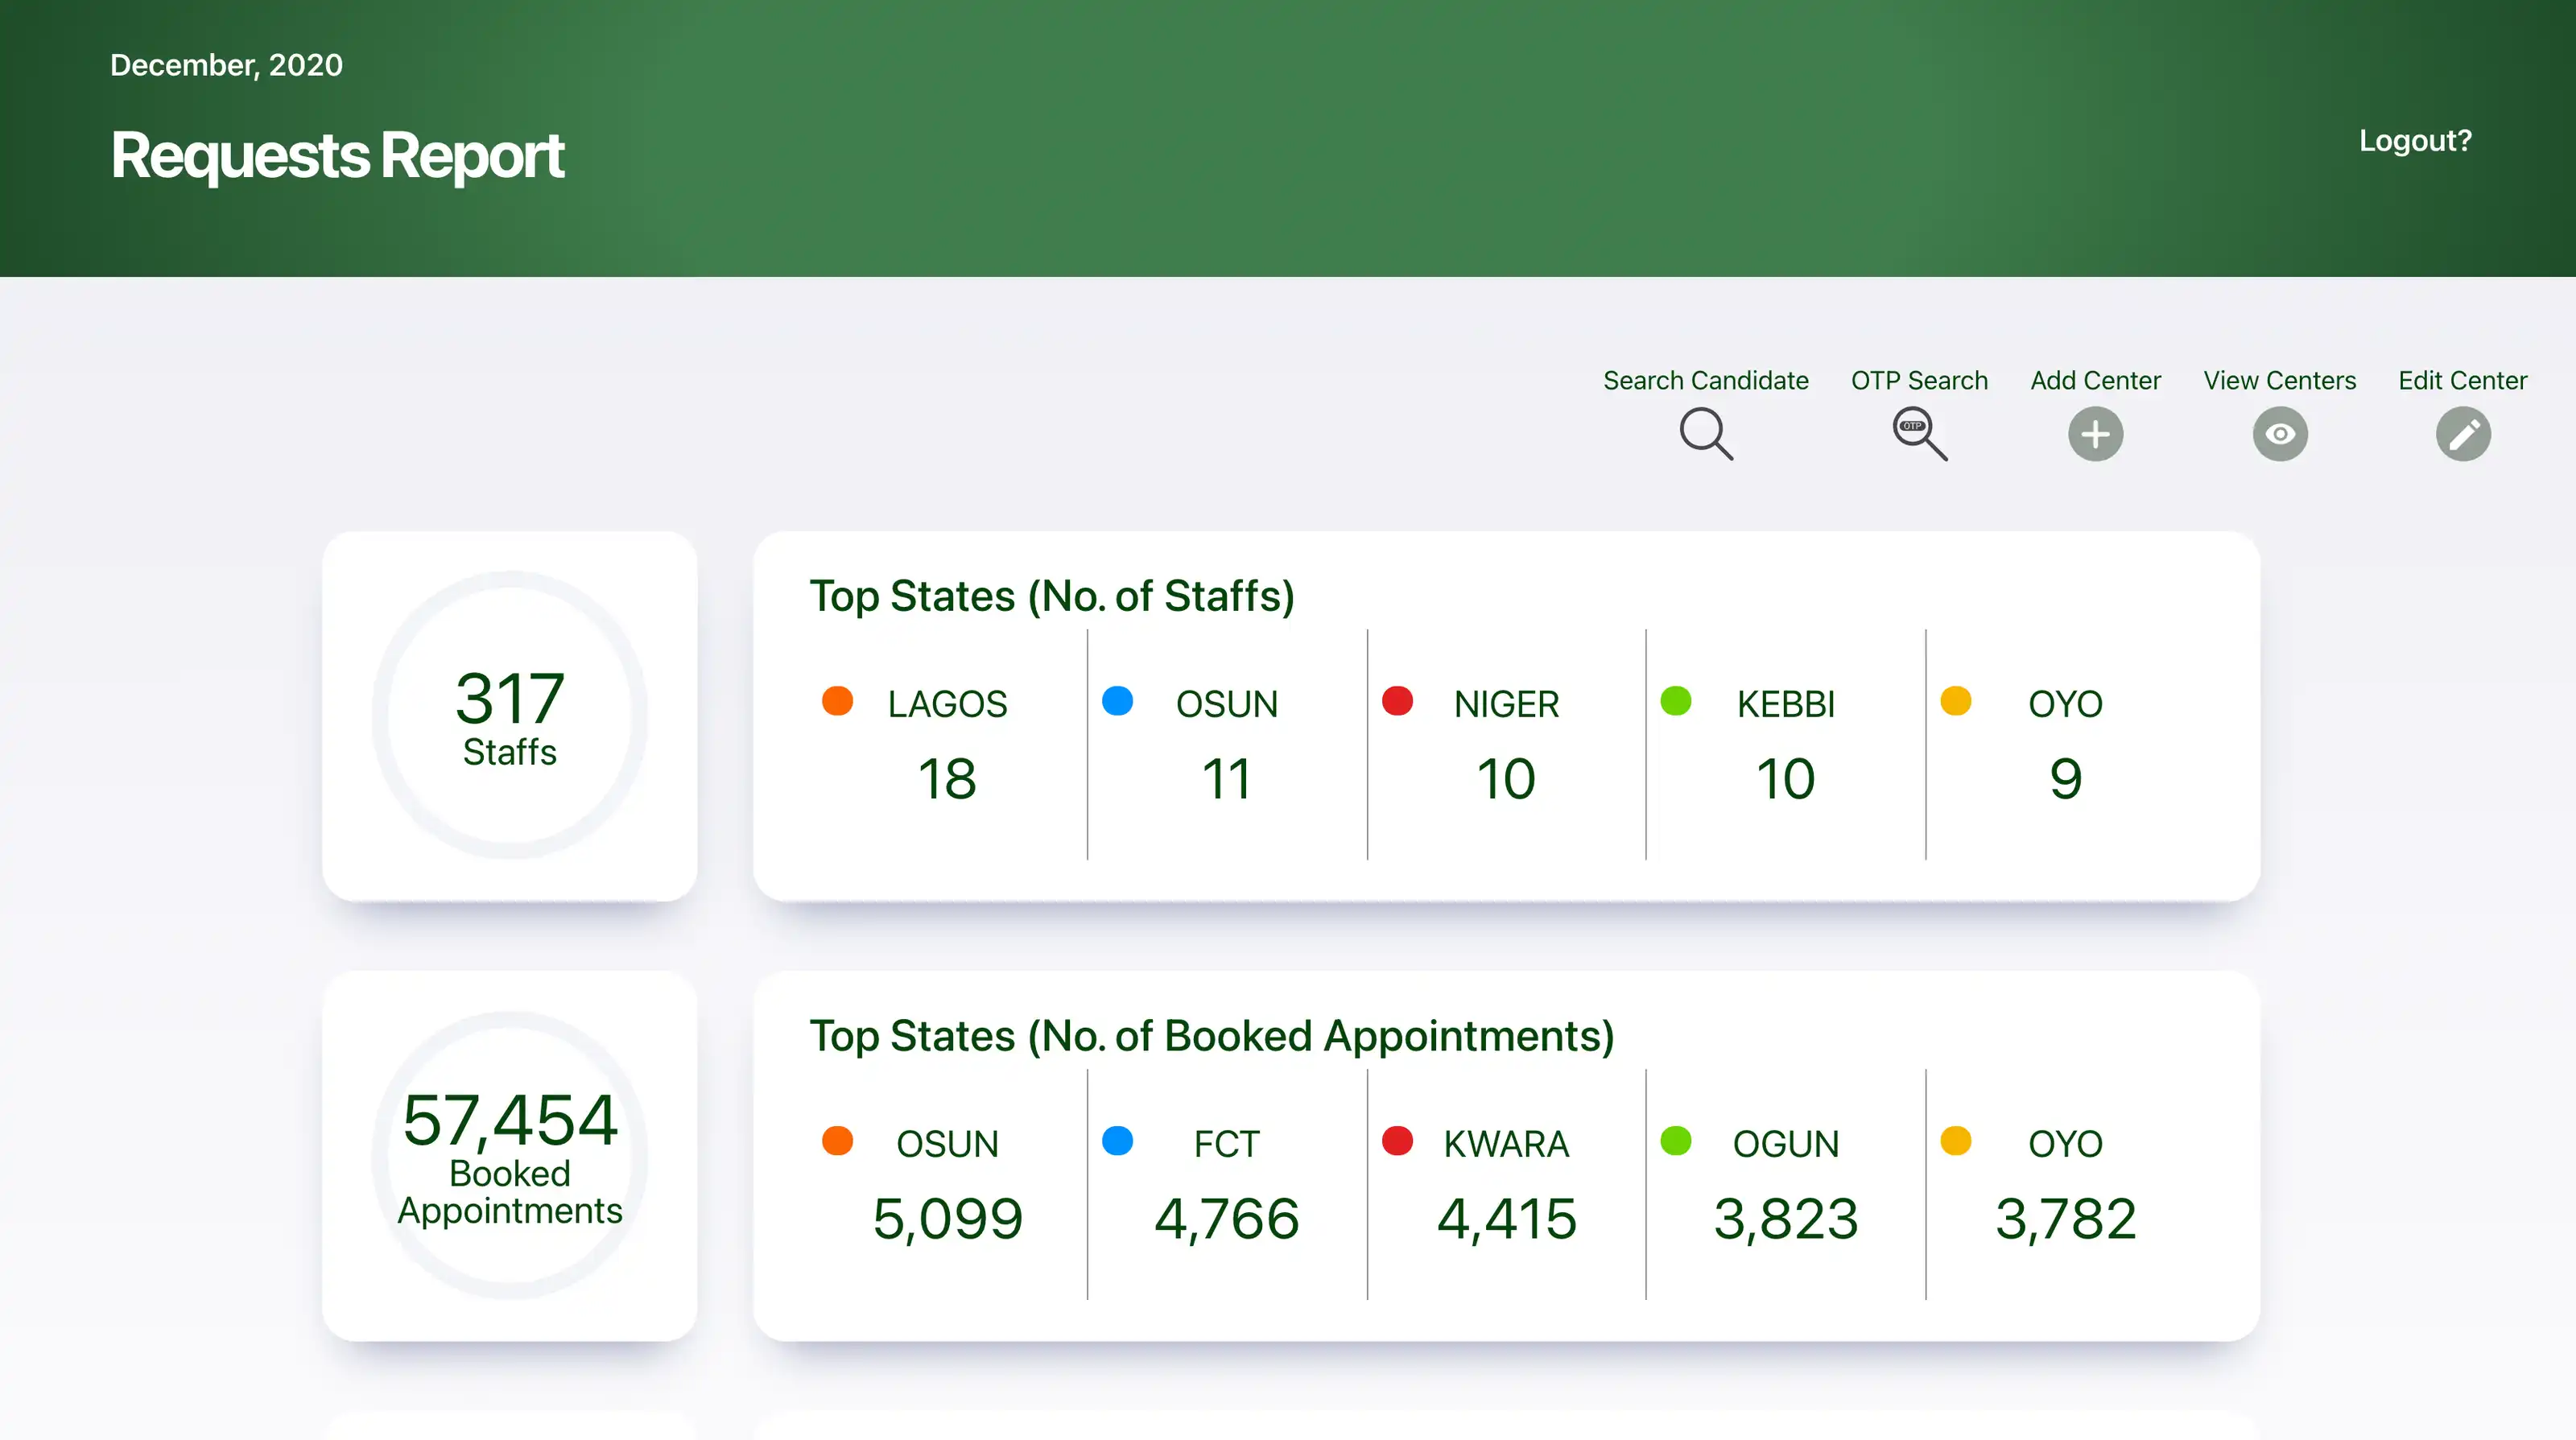 December, 2020
Requests Report
Logout?
Search Candidate
OTP Search
Add Center
View Centers
Edit Center
OTP
317
Staffs
Top States (No. of Staffs)
LAGOS
OSUN
NIGER
KEBBI
OYO
18
11
10
10
9
57,454
Booked
Appointments
Top States (No. of Booked Appointments)
OSUN
FCT
KWARA
OGUN
OYO
5,099
4,766
4,415
3,823
3,782